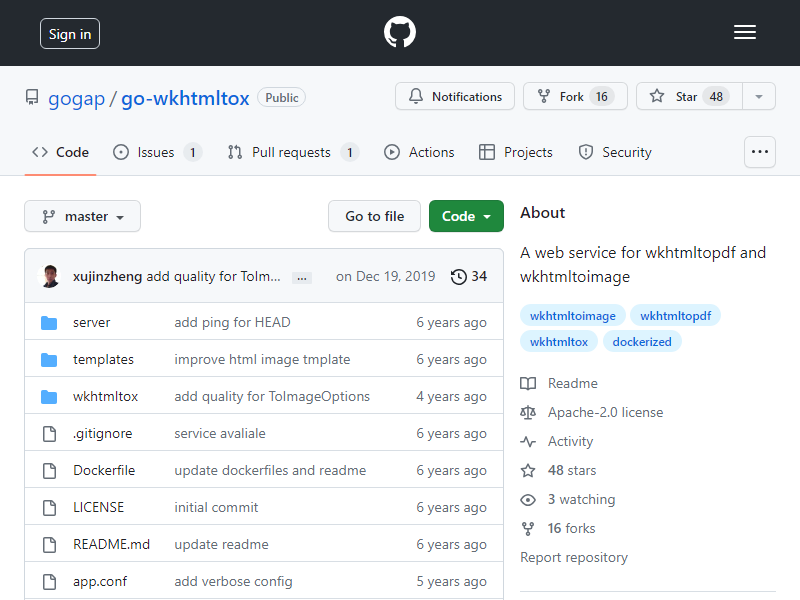 Sign in
gogap / go-wkhtmltox Public
Notifications Fork 16 Star 48
Code Issues 1 Pull requests 1 Actions Projects Security ...
master Go to file Code
xujinzheng add quality for ToIm... ... on Dec 19, 2019 34
server add ping for HEAD 6 years ago
templates improve html image tmplate 6 years ago
wkhtmltox add quality for ToImageOptions 4 years ago
.gitignore service avaliale 6 years ago
Dockerfile update dockerfiles and readme 6 years ago
LICENSE initial commit 6 years ago
README.md update readme 6 years ago
app.conf add verbose config 5 years ago
About
A web service for wkhtmltopdf and
wkhtmltoimage
wkhtmltoimage wkhtmltopdf
wkhtmltox dockerized
Readme
Apache-2.0 license
Activity
48 stars
3 watching
16 forks
Report repository